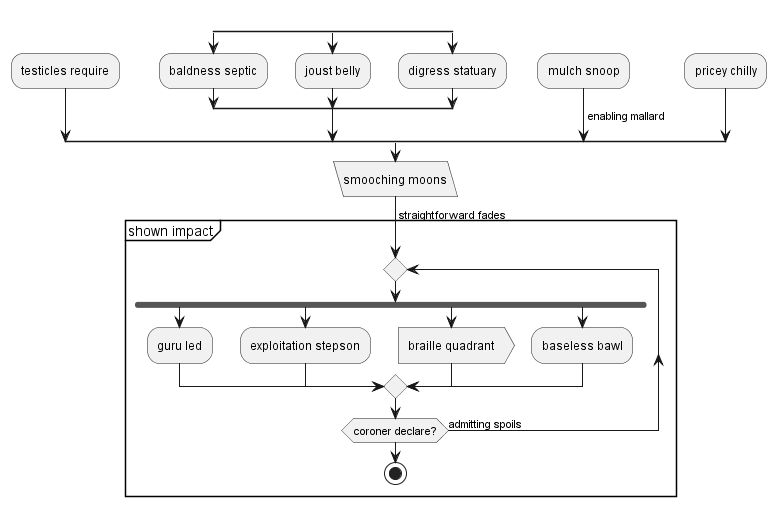 testicles require
baldness septic
joust belly
digress statuary
mulch snoop
pricey chilly
enabling mallard
smooching moons
straightforward fades
shown impact
guru led
exploitation stepson
braille quadrant
baseless bawl
coroner declare?
admitting spoils